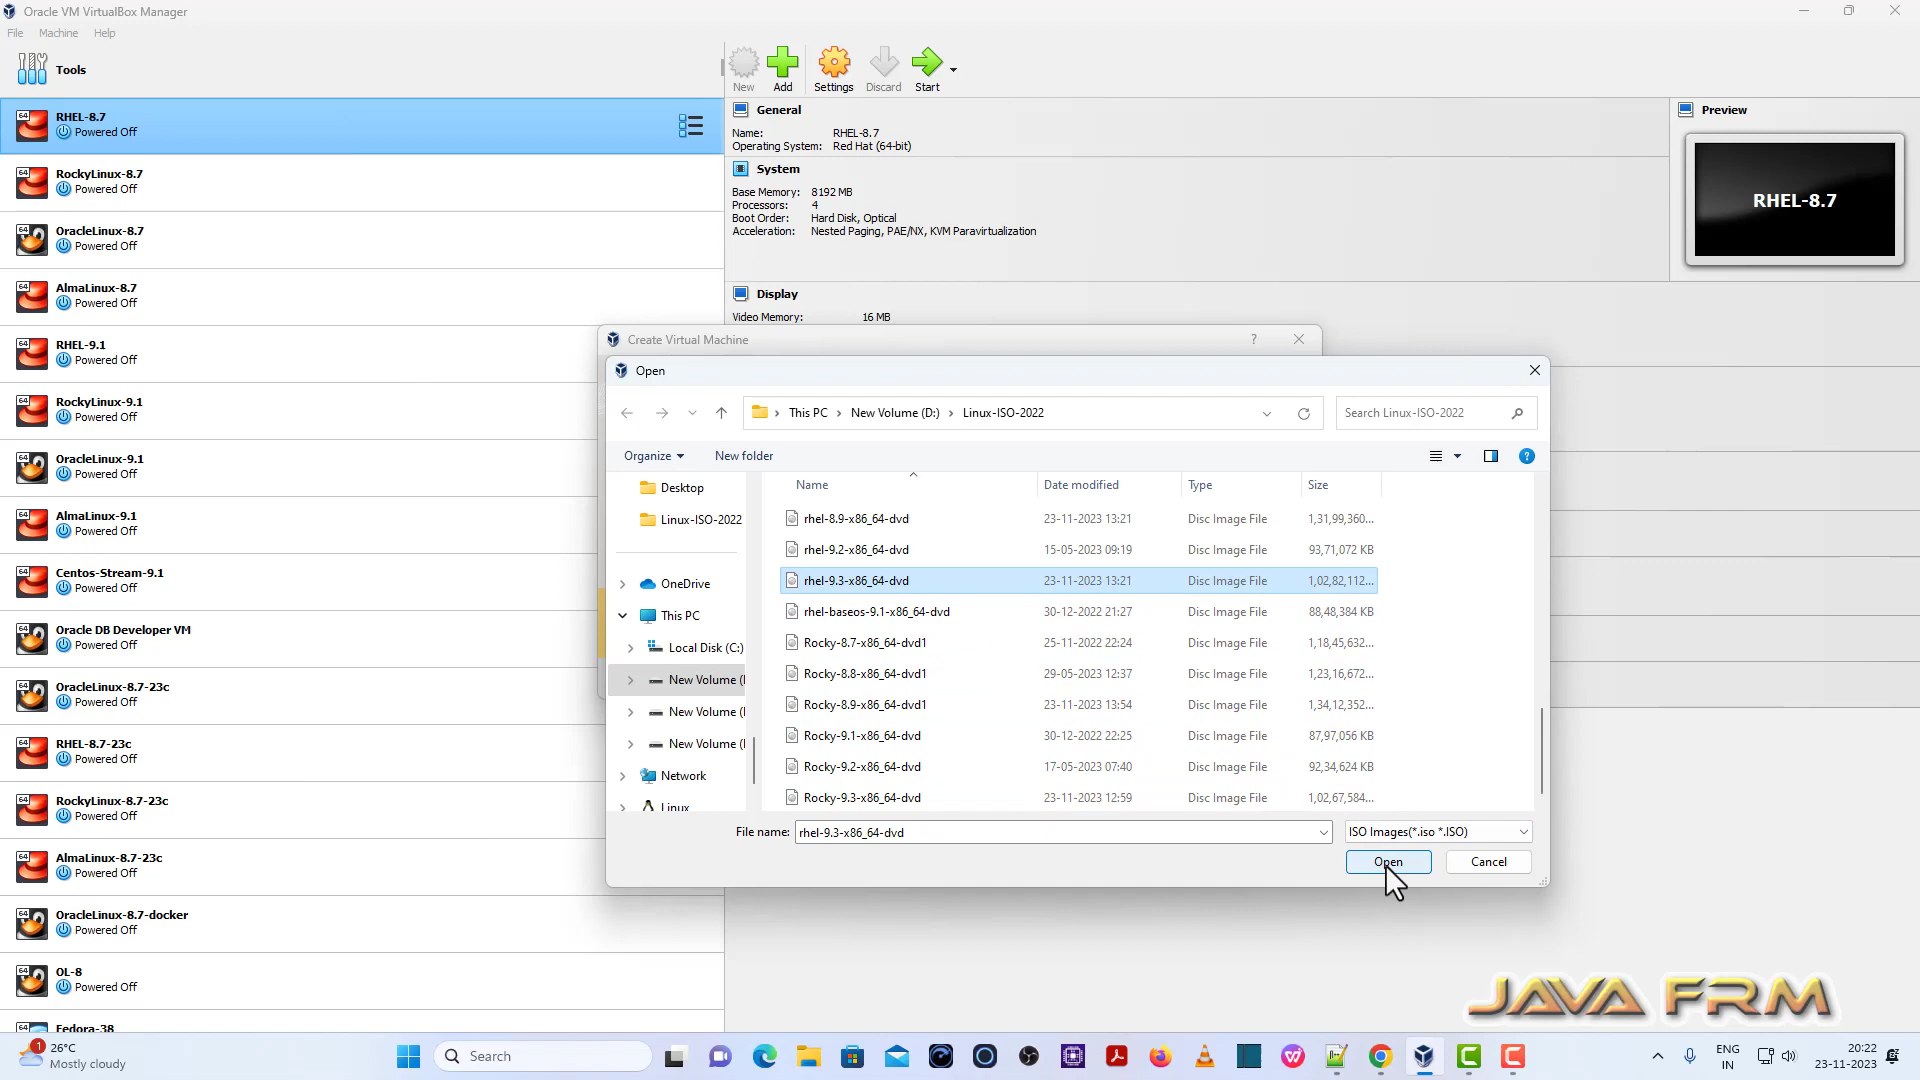 Oracle VM VirtualBox Manager
File Machine Help
Tools
New Add Settings Discard Start
64 RHEL-8.7
Powered Off
64 RockyLinux-8.7
Powered Off
64 OracleLinux-8.7
Powered Off
64 AlmaLinux-8.7
Powered Off
64 RHEL-9.1
Powered Off
64 RockyLinux-9.1
Powered Off
64 OracleLinux-9.1
Powered Off
64 AlmaLinux-9.1
Powered Off
64 Centos-Stream-9.1
Powered Off
64 Oracle DB Developer VM
Powered Off
64 OracleLinux-8.7-23c
Powered Off
64 RHEL-8.7-23c
Powered Off
64 RockyLinux-8.7-23c
Powered Off
64 AlmaLinux-8.7-23c
Powered Off
64 OracleLinux-8.7-docker
Powered Off
64 OL-8
Powered Off
64 Fedora-38
General
Name: RHEL-8.7
Operating System: Red Hat (64-bit)
System
Base Memory: 8192 MB
Processors: 4
Boot Order: Hard Disk, Optical
Acceleration: Nested Paging, PAE/NX, KVM Paravirtualization
Display
Video Memory: 16 MB
Preview
RHEL-8.7
Create Virtual Machine ?
Open
This PC New Volume (D:) Linux-ISO-2022
Search Linux-ISO-2022
Organize New folder ?
Desktop
Linux-ISO-2022
OneDrive
This PC
Local Disk (C:)
New Volume (
New Volume (
New Volume (
Network
Linux
Name Date modified Type Size
rhel-8.9-x86_64-dvd 23-11-2023 13:21 Disc Image File 1,31,99,360...
rhel-9.2-x86_64-dvd 15-05-2023 09:19 Disc Image File 93,71,072 KB
rhel-9.3-x86_64-dvd 23-11-2023 13:21 Disc Image File 1,02,82,112...
rhel-baseos-9.1-x86_64-dvd 30-12-2022 21:27 Disc Image File 88,48,384 KB
Rocky-8.7-x86_64-dvd1 25-11-2022 22:24 Disc Image File 1,18,45,632...
Rocky-8.8-x86_64-dvd1 29-05-2023 12:37 Disc Image File 1,23,16,672...
Rocky-8.9-x86_64-dvd1 23-11-2023 13:54 Disc Image File 1,34,12,352...
Rocky-9.1-x86_64-dvd 30-12-2022 22:25 Disc Image File 87,97,056 KB
Rocky-9.2-x86_64-dvd 17-05-2023 07:40 Disc Image File 92,34,624 KB
Rocky-9.3-x86_64-dvd 23-11-2023 12:59 Disc Image File 1,02,67,584...
File name: rhel-9.3-x86_64-dvd ISO Images(*.iso *.ISO)
Open Cancel
JAVA FRM
1 26°C
Mostly cloudy
Search
ENG
IN
20:22
23-11-2023